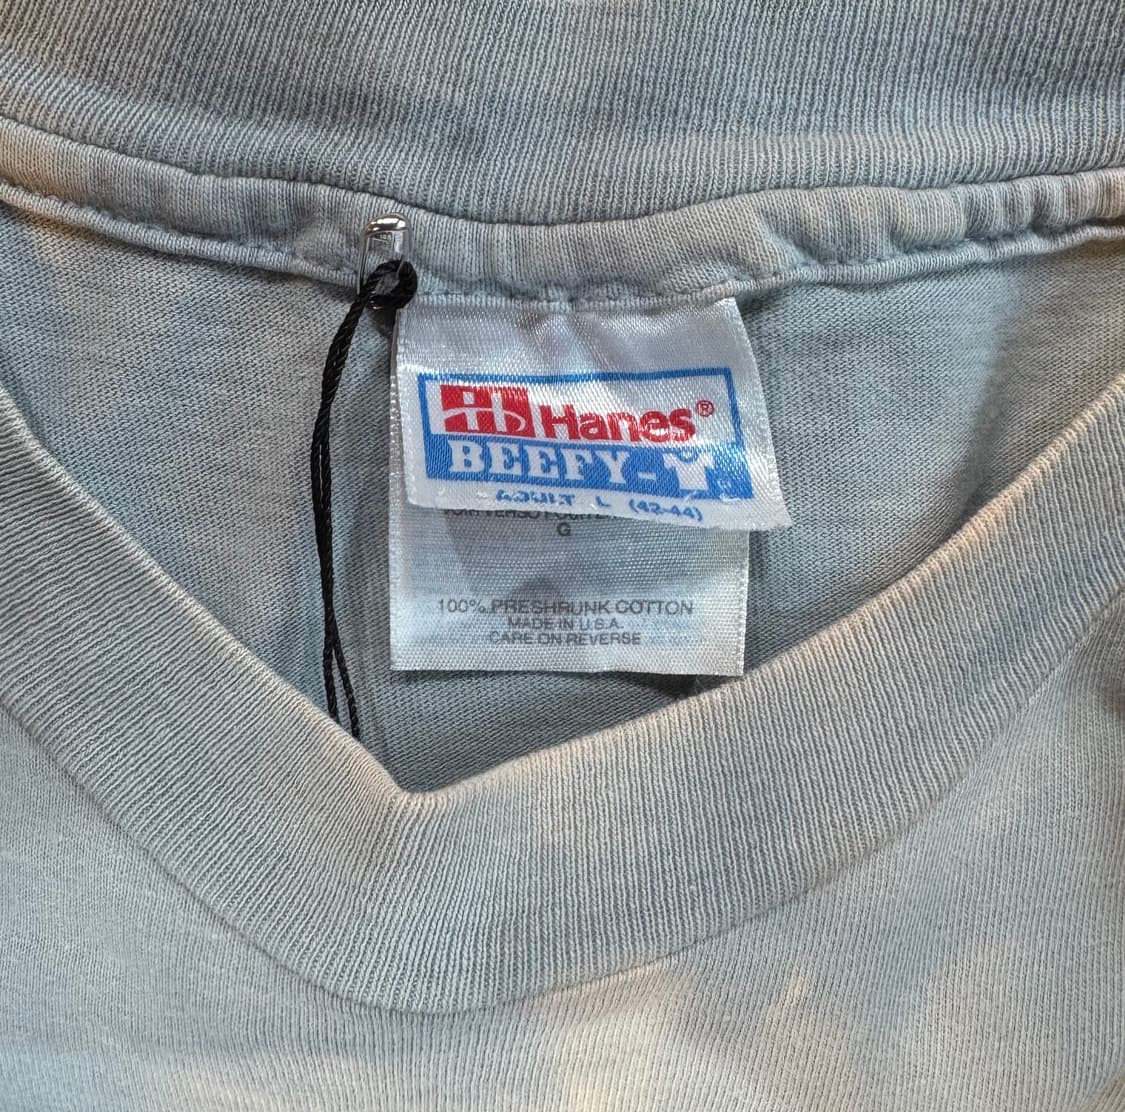 Hanes®
BEEFY-T
ADULT L (42-44)
G
100% PRESHRUNK COTTON
MADE IN U.S.A.
CARE ON REVERSE